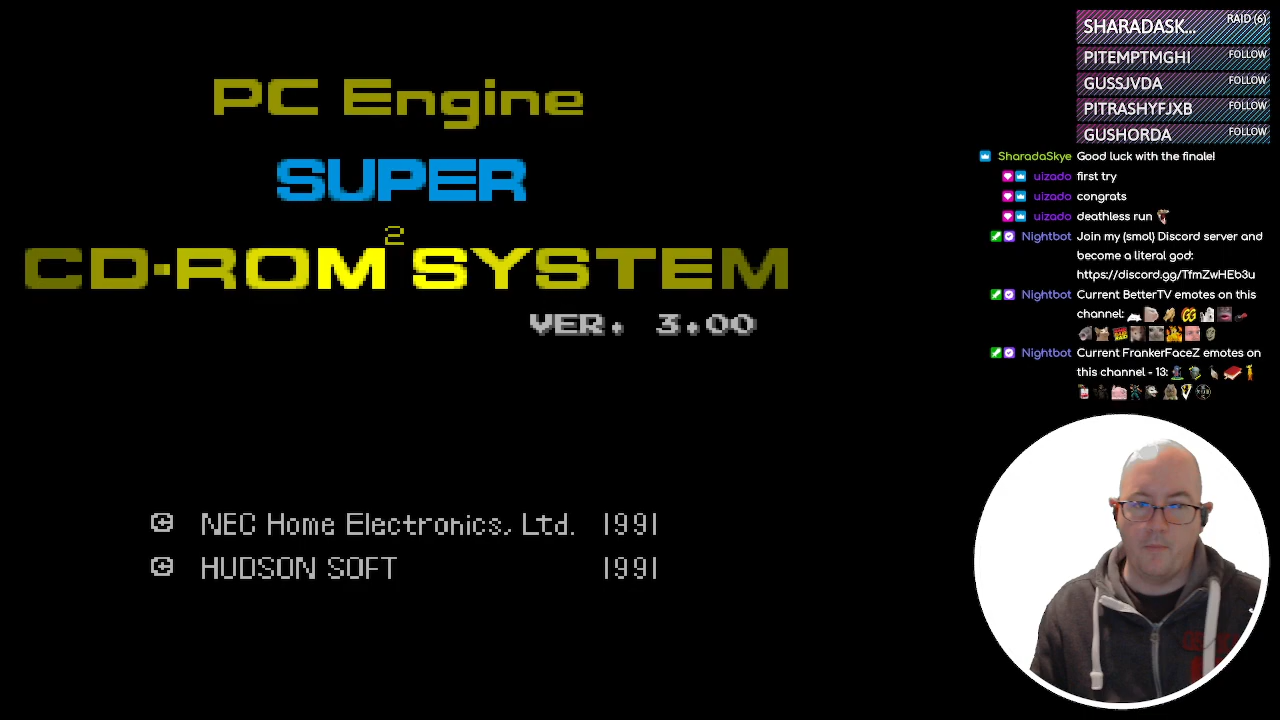 PC Engine
SUPER
CD-ROM² SYSTEM
VER. 3.00
© NEC Home Electronics, Ltd. 1991
© HUDSON SOFT 1991
SHARADASK... RAID (6)
PITEMPTMGHI FOLLOW
GUSSJVDA FOLLOW
PITRASHYFJXB FOLLOW
GUSHORDA FOLLOW
SharadaSkye Good luck with the finale!
uizado first try
uizado congrats
uizado deathless run
Nightbot Join my (smol) Discord server and
become a literal god:
https://discord.gg/TfmZwHEb3u
Nightbot Current BetterTV emotes on this
channel:
Nightbot Current FrankerFaceZ emotes on
this channel - 13: